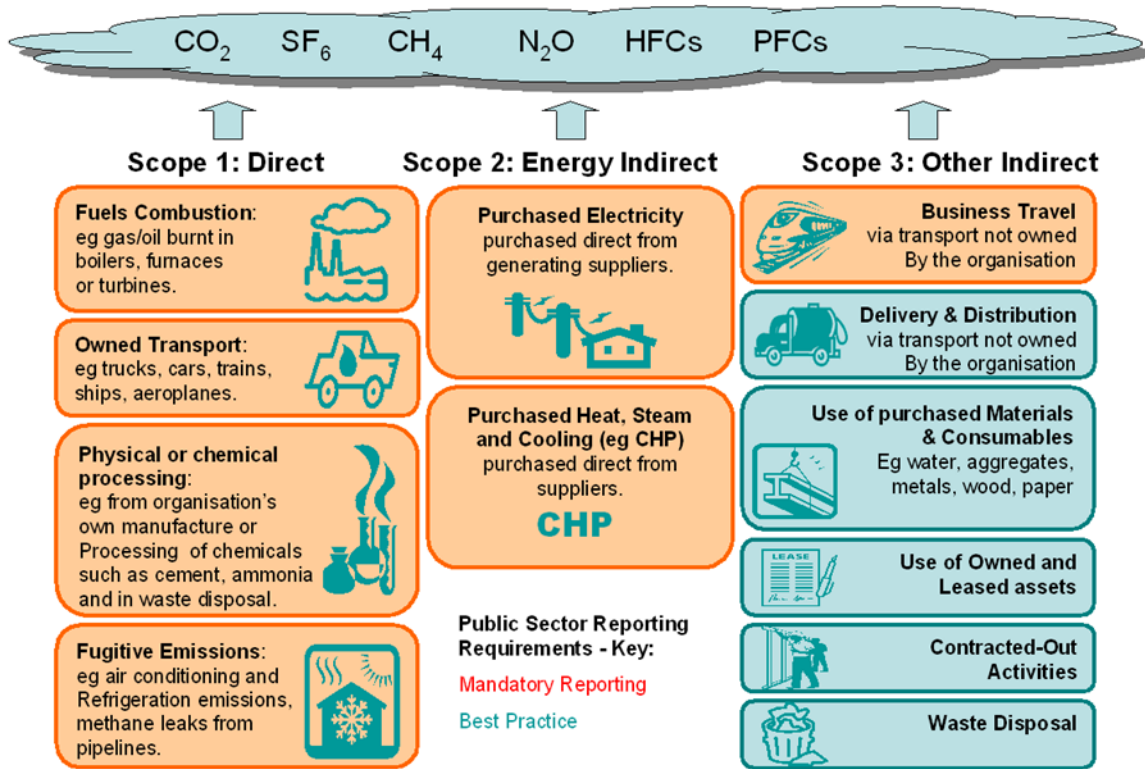 CO2 SF6 CH4 N2O HFCs PFCs
Scope 1: Direct
Fuels Combustion:
eg gas/oil burnt in
boilers, furnaces
or turbines.
Owned Transport:
eg trucks, cars, trains,
ships, aeroplanes.
Physical or chemical
processing:
eg from organisation's
own manufacture or
Processing of chemicals
such as cement, ammonia
and in waste disposal.
Fugitive Emissions:
eg air conditioning and
Refrigeration emissions,
methane leaks from
pipelines.
Scope 2: Energy Indirect
Purchased Electricity
purchased direct from
generating suppliers.
Purchased Heat, Steam
and Cooling (eg CHP)
purchased direct from
suppliers.
CHP
Public Sector Reporting
Requirements - Key:
Mandatory Reporting
Best Practice
Scope 3: Other Indirect
Business Travel
via transport not owned
By the organisation
Delivery & Distribution
via transport not owned
By the organisation
Use of purchased Materials
& Consumables
Eg water, aggregates,
metals, wood, paper
LEASE
Use of Owned and
Leased assets
Contracted-Out
Activities
Waste Disposal